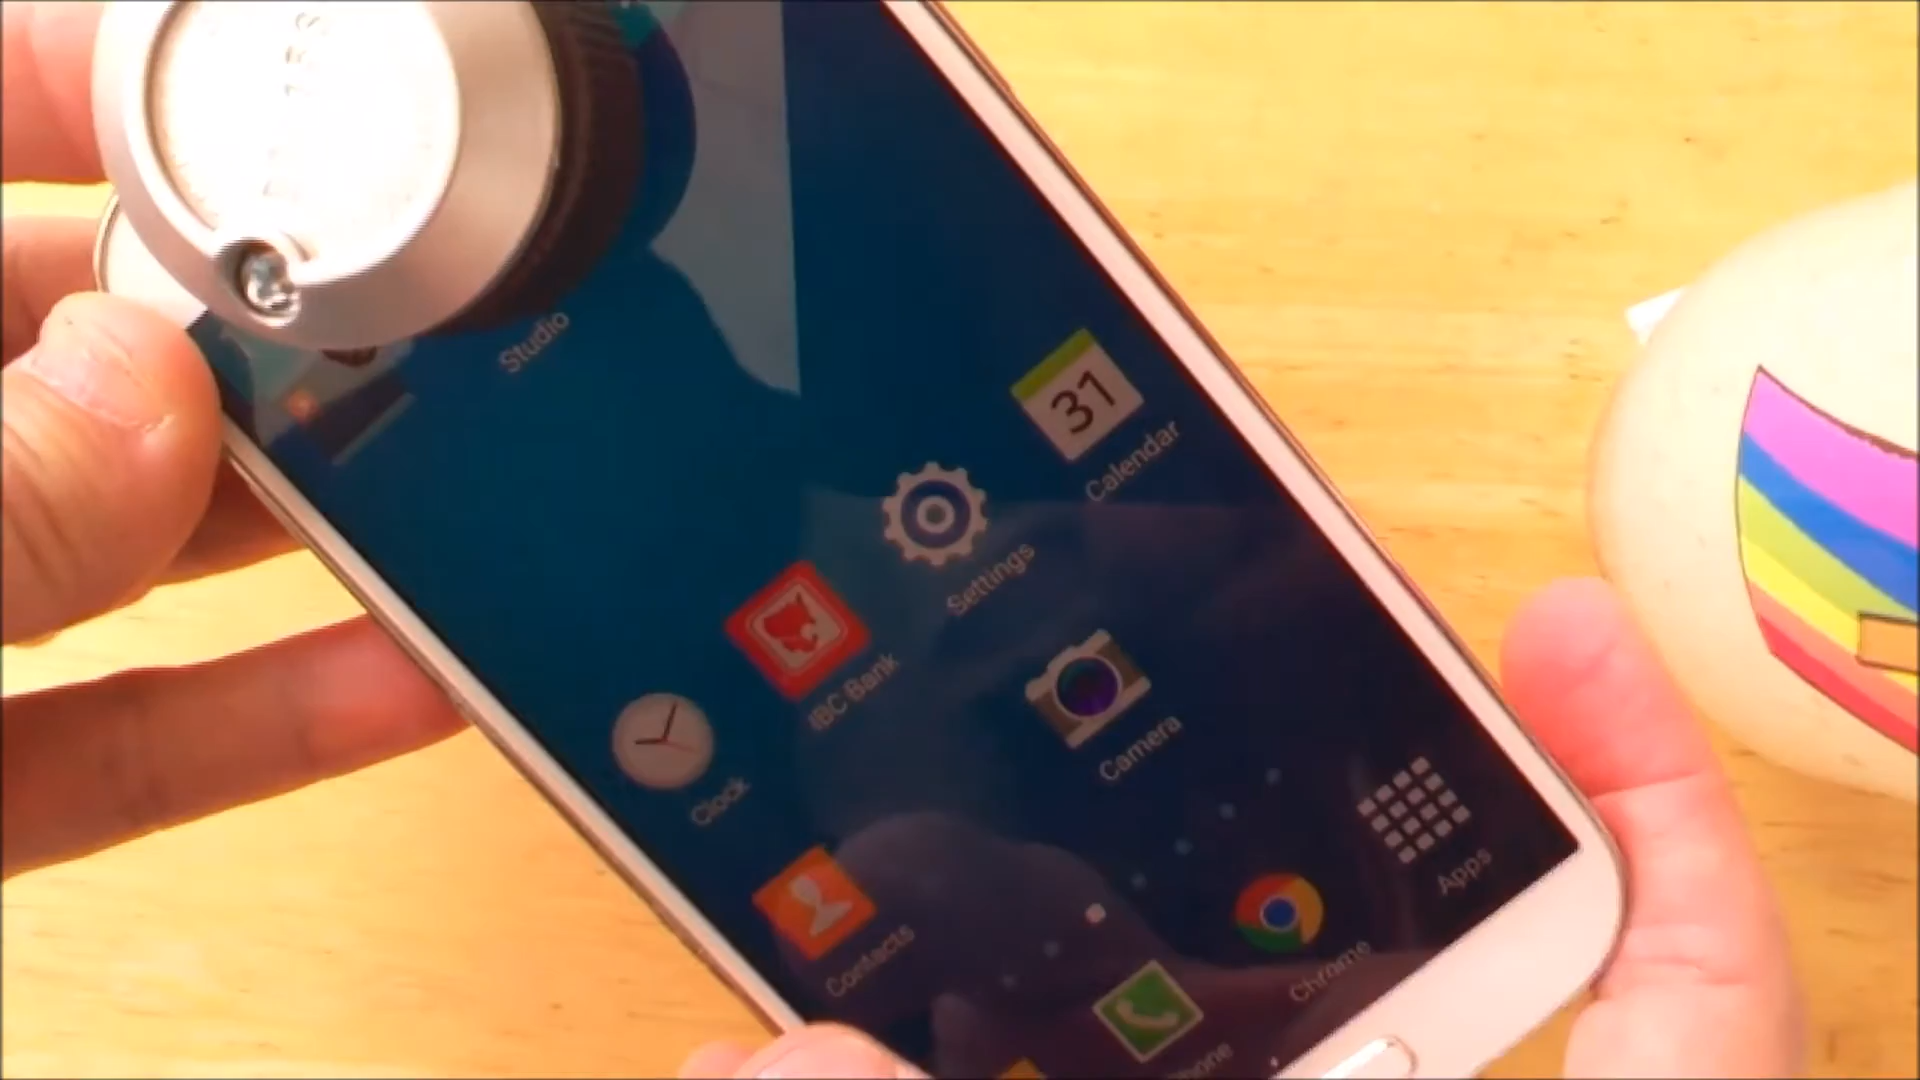 Studio
31
Calendar
Settings
IBC Bank
Camera
Clock
Apps
Contacts
Chrome